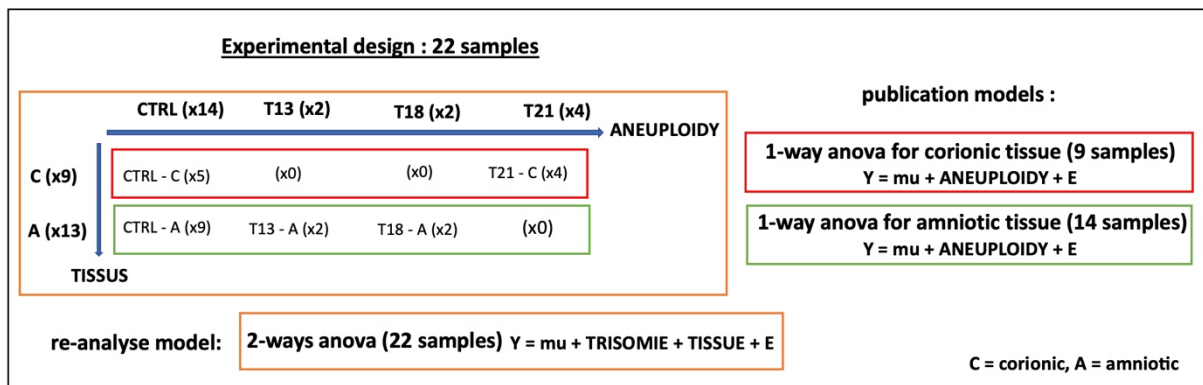 Experimental design : 22 samples
CTRL (x14) T13 (x2) T18 (x2) T21 (x4)
ANEUPLOIDY
C (x9) CTRL - C (x5) (x0) (x0) T21 - C (x4)
A (x13) CTRL - A (x9) T13 - A (x2) T18 - A (x2) (x0)
TISSUS
publication models :
1-way anova for corionic tissue (9 samples)
Y = mu + ANEUPLOIDY + E
1-way anova for amniotic tissue (14 samples)
Y = mu + ANEUPLOIDY + E
re-analyse model: 2-ways anova (22 samples) Y = mu + TRISOMIE + TISSUE + E
C = corionic, A = amniotic